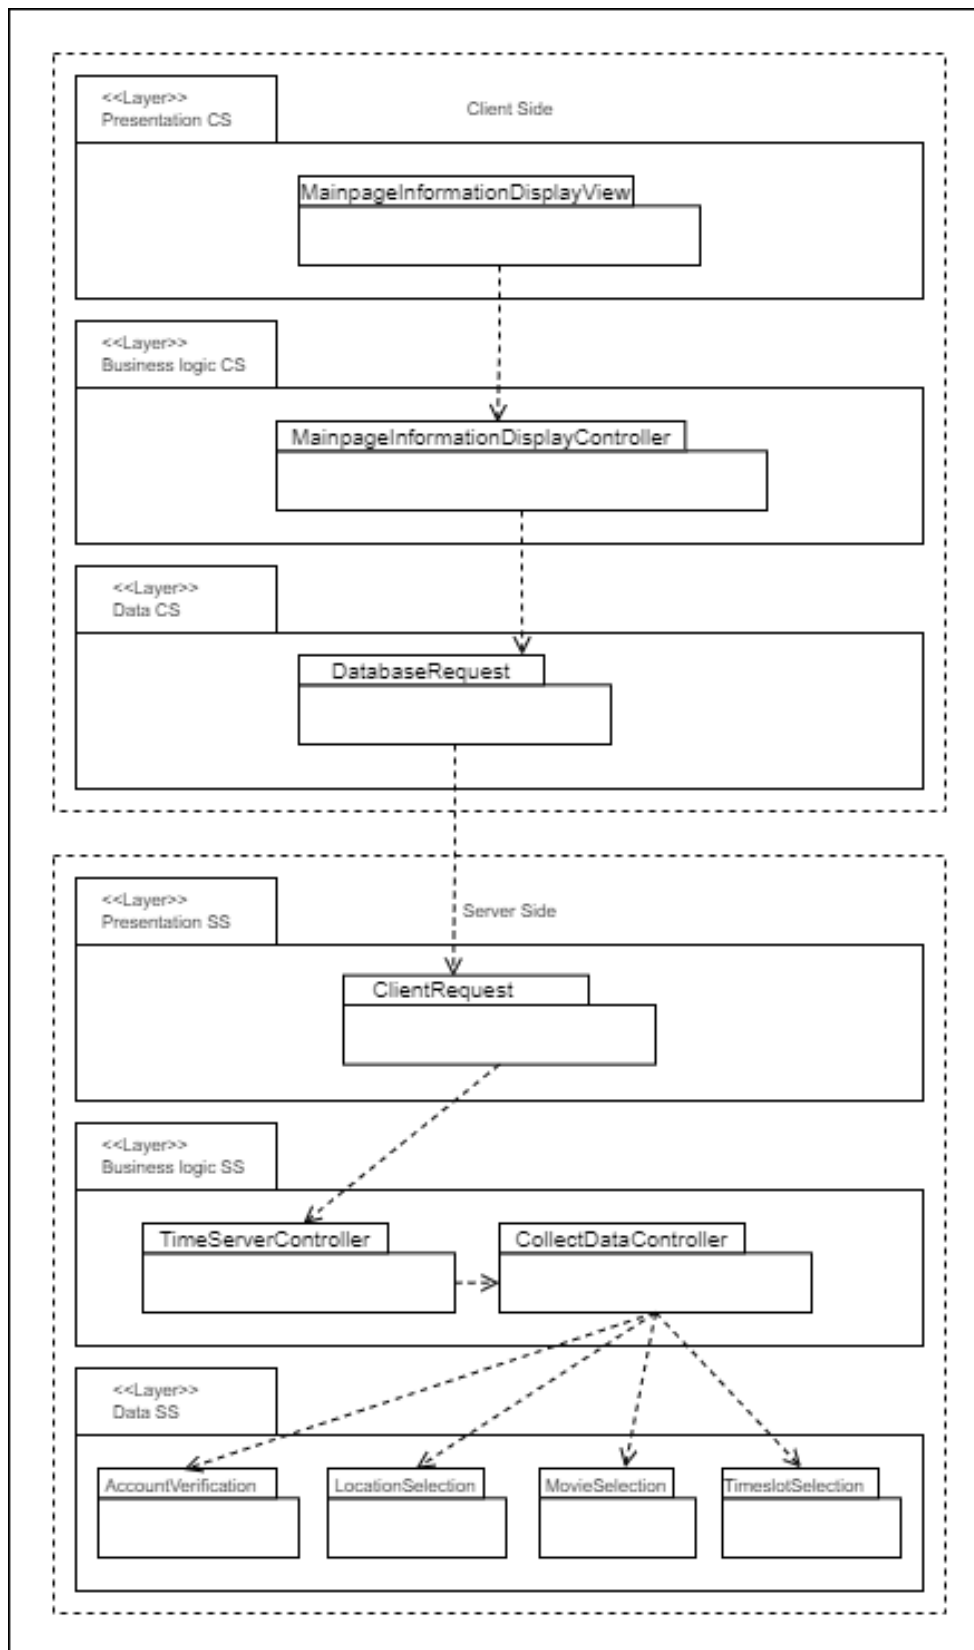 <<Layer>>
Presentation CS
Client Side
MainpageInformationDisplayView
<<Layer>>
Business logic CS
MainpageInformationDisplayController
<<Layer>>
Data CS
DatabaseRequest
<<Layer>>
Presentation SS
Server Side
ClientRequest
<<Layer>>
Business logic SS
TimeServerController
CollectDataController
<<Layer>>
Data SS
AccountVerification
LocationSelection
MovieSelection
TimeslotSelection